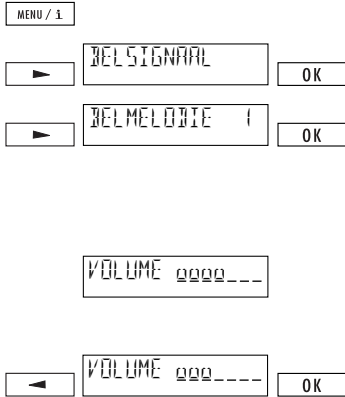 MENU / i
BELSIGNAAL
OK
BELMELODIE 1
OK
VOLUME
VOLUME
OK